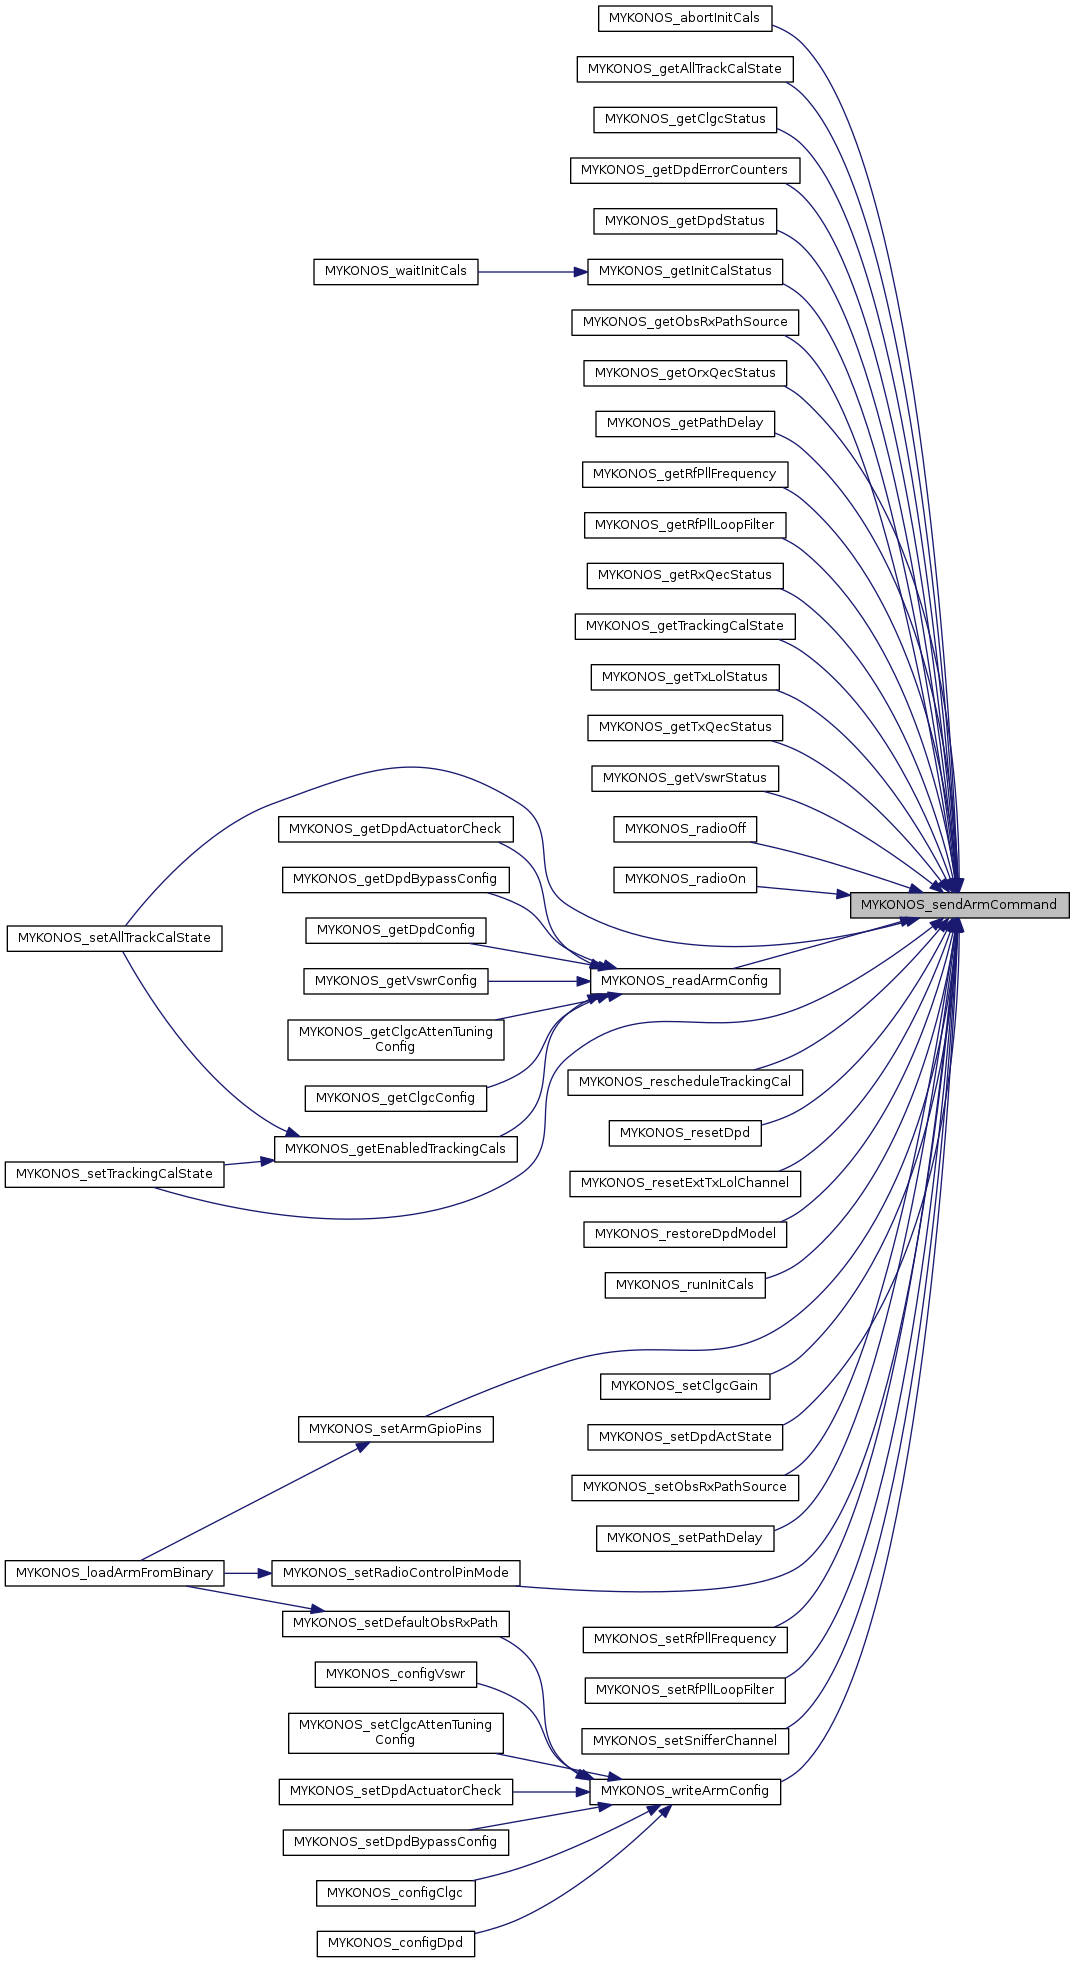 MYKONOS_abortInitCals
MYKONOS_getAllTrackCalState
MYKONOS_getClgcStatus
MYKONOS_getDpdErrorCounters
MYKONOS_getDpdStatus
MYKONOS_waitInitCals
MYKONOS_getInitCalStatus
MYKONOS_getObsRxPathSource
MYKONOS_getOrxQecStatus
MYKONOS_getPathDelay
MYKONOS_getRfPllFrequency
MYKONOS_getRfPllLoopFilter
MYKONOS_getRxQecStatus
MYKONOS_getTrackingCalState
MYKONOS_getTxLolStatus
MYKONOS_getTxQecStatus
MYKONOS_getVswrStatus
MYKONOS_getDpdActuatorCheck
MYKONOS_radioOff
MYKONOS_getDpdBypassConfig
MYKONOS_radioOn
MYKONOS_sendArmCommand
MYKONOS_setAllTrackCalState
MYKONOS_getDpdConfig
MYKONOS_getVswrConfig
MYKONOS_readArmConfig
MYKONOS_getClgcAttenTuning
Config
MYKONOS_rescheduleTrackingCal
MYKONOS_getClgcConfig
MYKONOS_resetDpd
MYKONOS_getEnabledTrackingCals
MYKONOS_setTrackingCalState
MYKONOS_resetExtTxLolChannel
MYKONOS_restoreDpdModel
MYKONOS_runInitCals
MYKONOS_setClgcGain
MYKONOS_setArmGpioPins
MYKONOS_setDpdActState
MYKONOS_setObsRxPathSource
MYKONOS_setPathDelay
MYKONOS_loadArmFromBinary
MYKONOS_setRadioControlPinMode
MYKONOS_setDefaultObsRxPath
MYKONOS_setRfPllFrequency
MYKONOS_configVswr
MYKONOS_setRfPllLoopFilter
MYKONOS_setClgcAttenTuning
Config
MYKONOS_setSnifferChannel
MYKONOS_setDpdActuatorCheck
MYKONOS_writeArmConfig
MYKONOS_setDpdBypassConfig
MYKONOS_configClgc
MYKONOS_configDpd